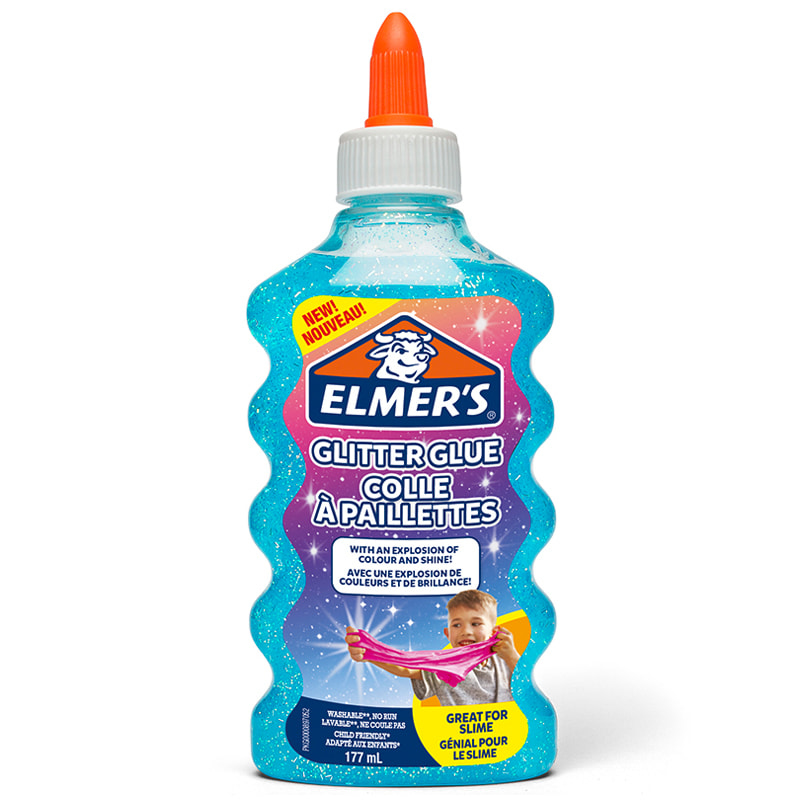 NEW!
NOUVEAU!
ELMER'S®
GLITTER GLUE
COLLE
À PAILLETTES
WITH AN EXPLOSION OF
COLOUR AND SHINE!
AVEC UNE EXPLOSION DE
COULEURS ET DE BRILLANCE!
WASHABLE**, NO RUN
LAVABLE**, NE COULE PAS
CHILD FRIENDLY*
ADAPTÉ AUX ENFANTS*
177 mL
GREAT FOR
SLIME
GÉNIAL POUR
LE SLIME